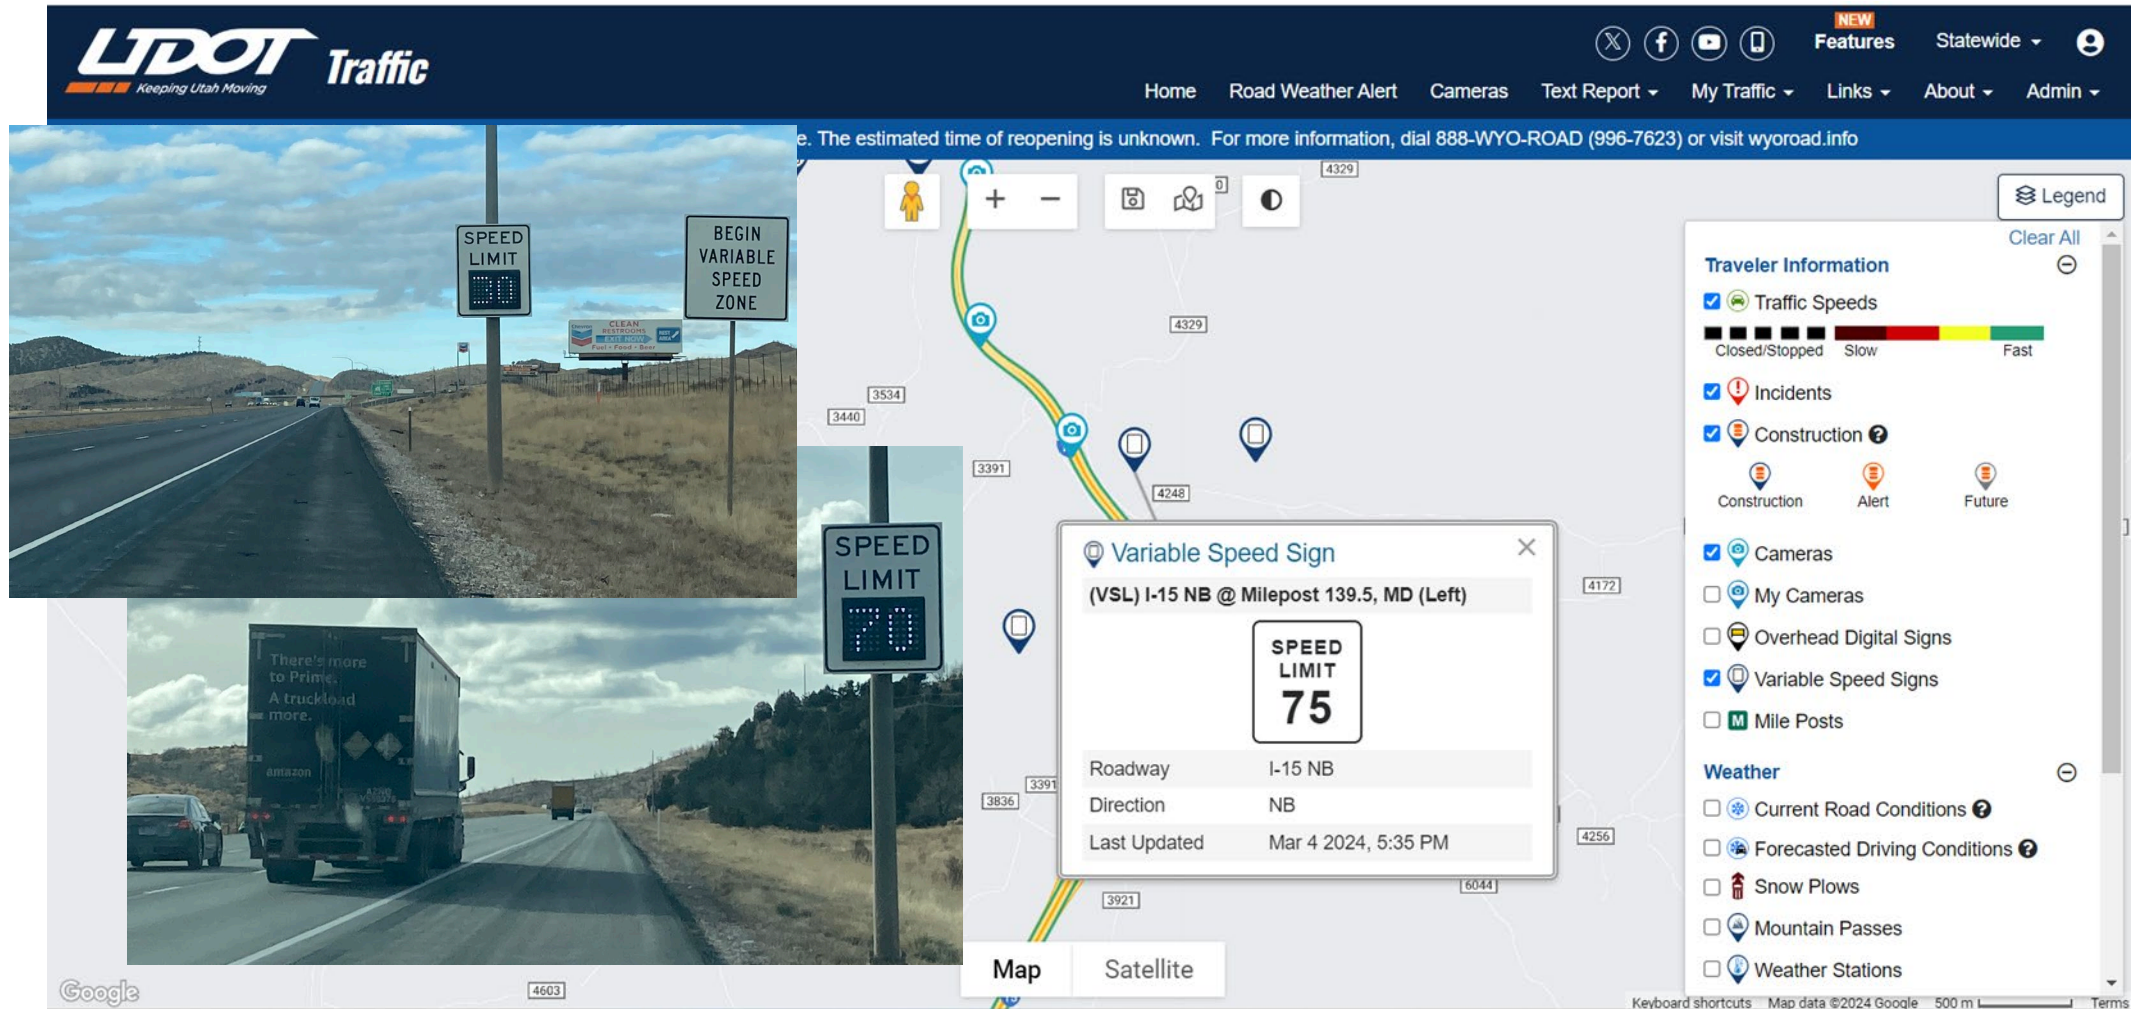 UDOT
Keeping Utah Moving
Traffic
NEW
Features
Statewide
Home
Road Weather Alert
Cameras
Text Report
My Traffic
Links
About
Admin
e. The estimated time of reopening is unknown. For more information, dial 888-WYO-ROAD (996-7623) or visit wyoroad.info
SPEED
LIMIT
BEGIN
VARIABLE
SPEED
ZONE
CLEAN
RESTROOMS
EXIT NOW
Fuel • Food • Beer
SPEED
LIMIT
70
There's more
to Prime.
A truckload
more.
amazon
4329
4329
3534
3440
3391
4248
4172
3391
3836
4256
6044
3921
4603
Variable Speed Sign
(VSL) I-15 NB @ Milepost 139.5, MD (Left)
SPEED
LIMIT
75
Roadway I-15 NB
Direction NB
Last Updated Mar 4 2024, 5:35 PM
Map
Satellite
Google
Legend
Clear All
Traveler Information
Traffic Speeds
Closed/Stopped Slow Fast
Incidents
Construction
Construction Alert Future
Cameras
My Cameras
Overhead Digital Signs
Variable Speed Signs
M Mile Posts
Weather
Current Road Conditions
Forecasted Driving Conditions
Snow Plows
Mountain Passes
Weather Stations
Keyboard shortcuts Map data ©2024 Google 500 m Terms